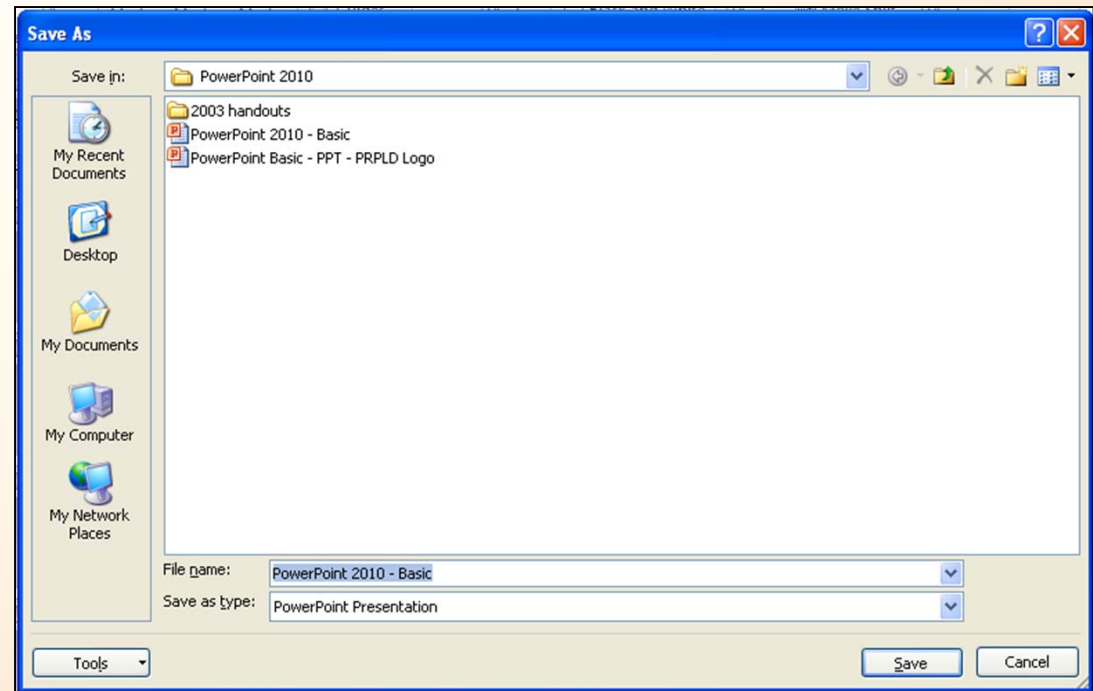 Save As
Save in:
PowerPoint 2010
2003 handouts
PowerPoint 2010 - Basic
PowerPoint Basic - PPT - PRPLD Logo
My Recent
Documents
Desktop
My Documents
My Computer
My Network
Places
File name:
PowerPoint 2010 - Basic
Save as type:
PowerPoint Presentation
Tools
Save
Cancel